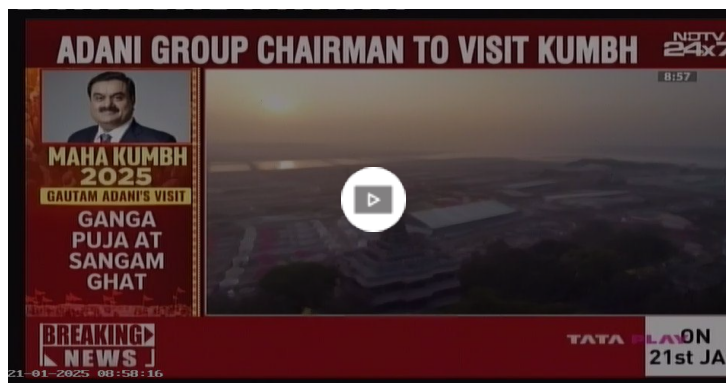 ADANI GROUP CHAIRMAN TO VISIT KUMBH
NDTV
24x7
8:57
MAHA KUMBH
2025
GAUTAM ADANI'S VISIT
GANGA
PUJA AT
SANGAM
GHAT
BREAKING
NEWS
TATA PLAY
ON
21st JA
21-01-2025 08:58:16